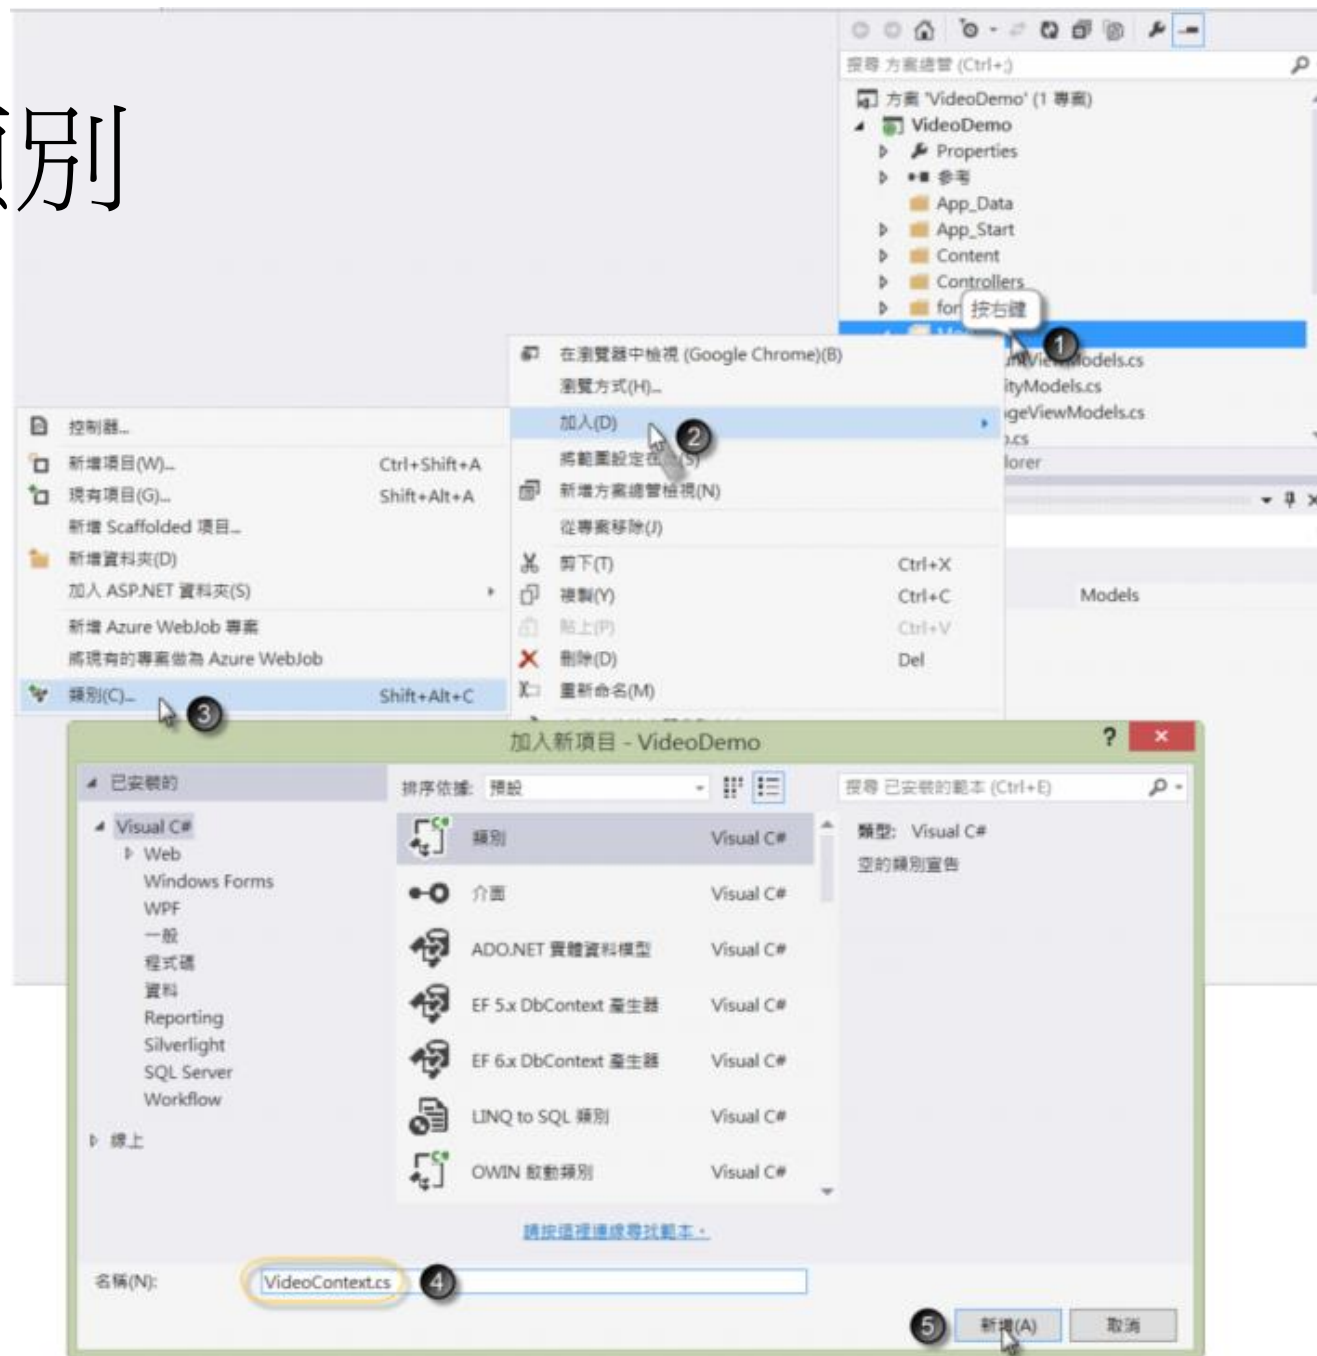 類別
搜尋 方案總管 (Ctrl+;)
方案 'VideoDemo' (1 專案)
VideoDemo
Properties
參考
App_Data
App_Start
Content
Controllers
按右鍵
1
ViewModels.cs
ityModels.cs
geViewModels.cs
.cs
lorer
Models
在瀏覽器中檢視 (Google Chrome)(B)
瀏覽方式(H)...
加入(D)
2
將範圍設定在
(S)
新增方案總管檢視(N)
從專案移除(J)
剪下(T) Ctrl+X
複製(Y) Ctrl+C
貼上(P) Ctrl+V
刪除(D) Del
重新命名(M)
控制器...
新增項目(W)... Ctrl+Shift+A
現有項目(G)... Shift+Alt+A
新增 Scaffolded 項目...
新增資料夾(D)
加入 ASP.NET 資料夾(S)
新增 Azure WebJob 專案
將現有的專案做為 Azure WebJob
類別(C)... Shift+Alt+C
3
加入新項目 - VideoDemo
? ×
已安裝的
排序依據: 預設
搜尋 已安裝的範本 (Ctrl+E)
Visual C#
Web
Windows Forms
WPF
一般
程式碼
資料
Reporting
Silverlight
SQL Server
Workflow
線上
類別 Visual C#
介面 Visual C#
ADO.NET 實體資料模型 Visual C#
EF 5.x DbContext 產生器 Visual C#
EF 6.x DbContext 產生器 Visual C#
LINQ to SQL 類別 Visual C#
OWIN 啟動類別 Visual C#
類型: Visual C#
空的類別宣告
請按這裡連線尋找範本。
名稱(N): VideoContext.cs 4
5 新增(A) 取消